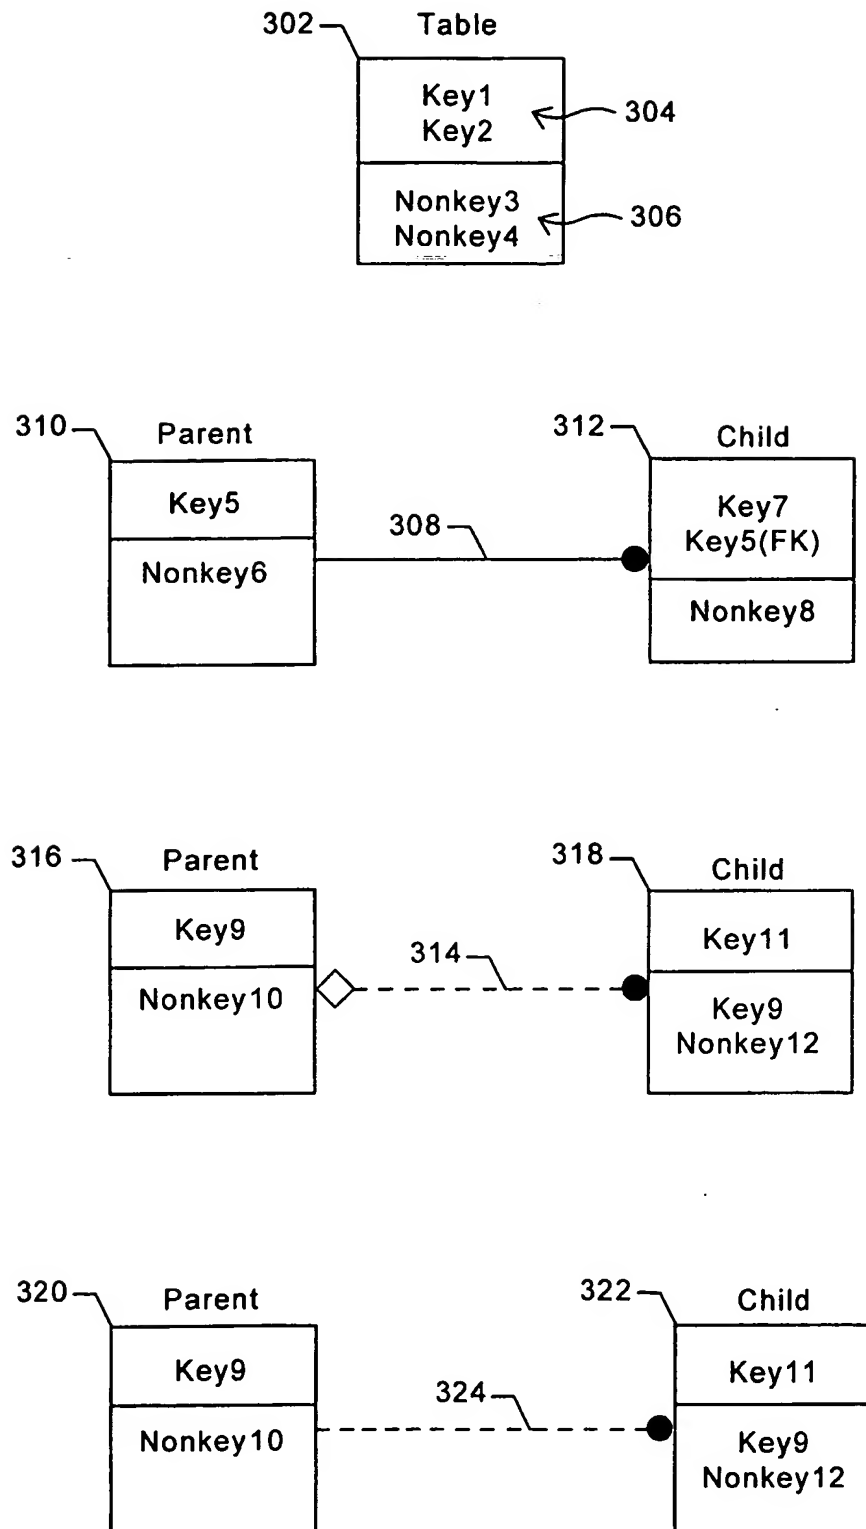 302 Table
Key1
Key2
304
Nonkey3
Nonkey4
306
310 Parent
312 Child
Key5
Nonkey6
308
Key7
Key5(FK)
Nonkey8
316 Parent
318 Child
Key9
Nonkey10
314
Key11
Key9
Nonkey12
320 Parent
322 Child
Key9
Nonkey10
324
Key11
Key9
Nonkey12